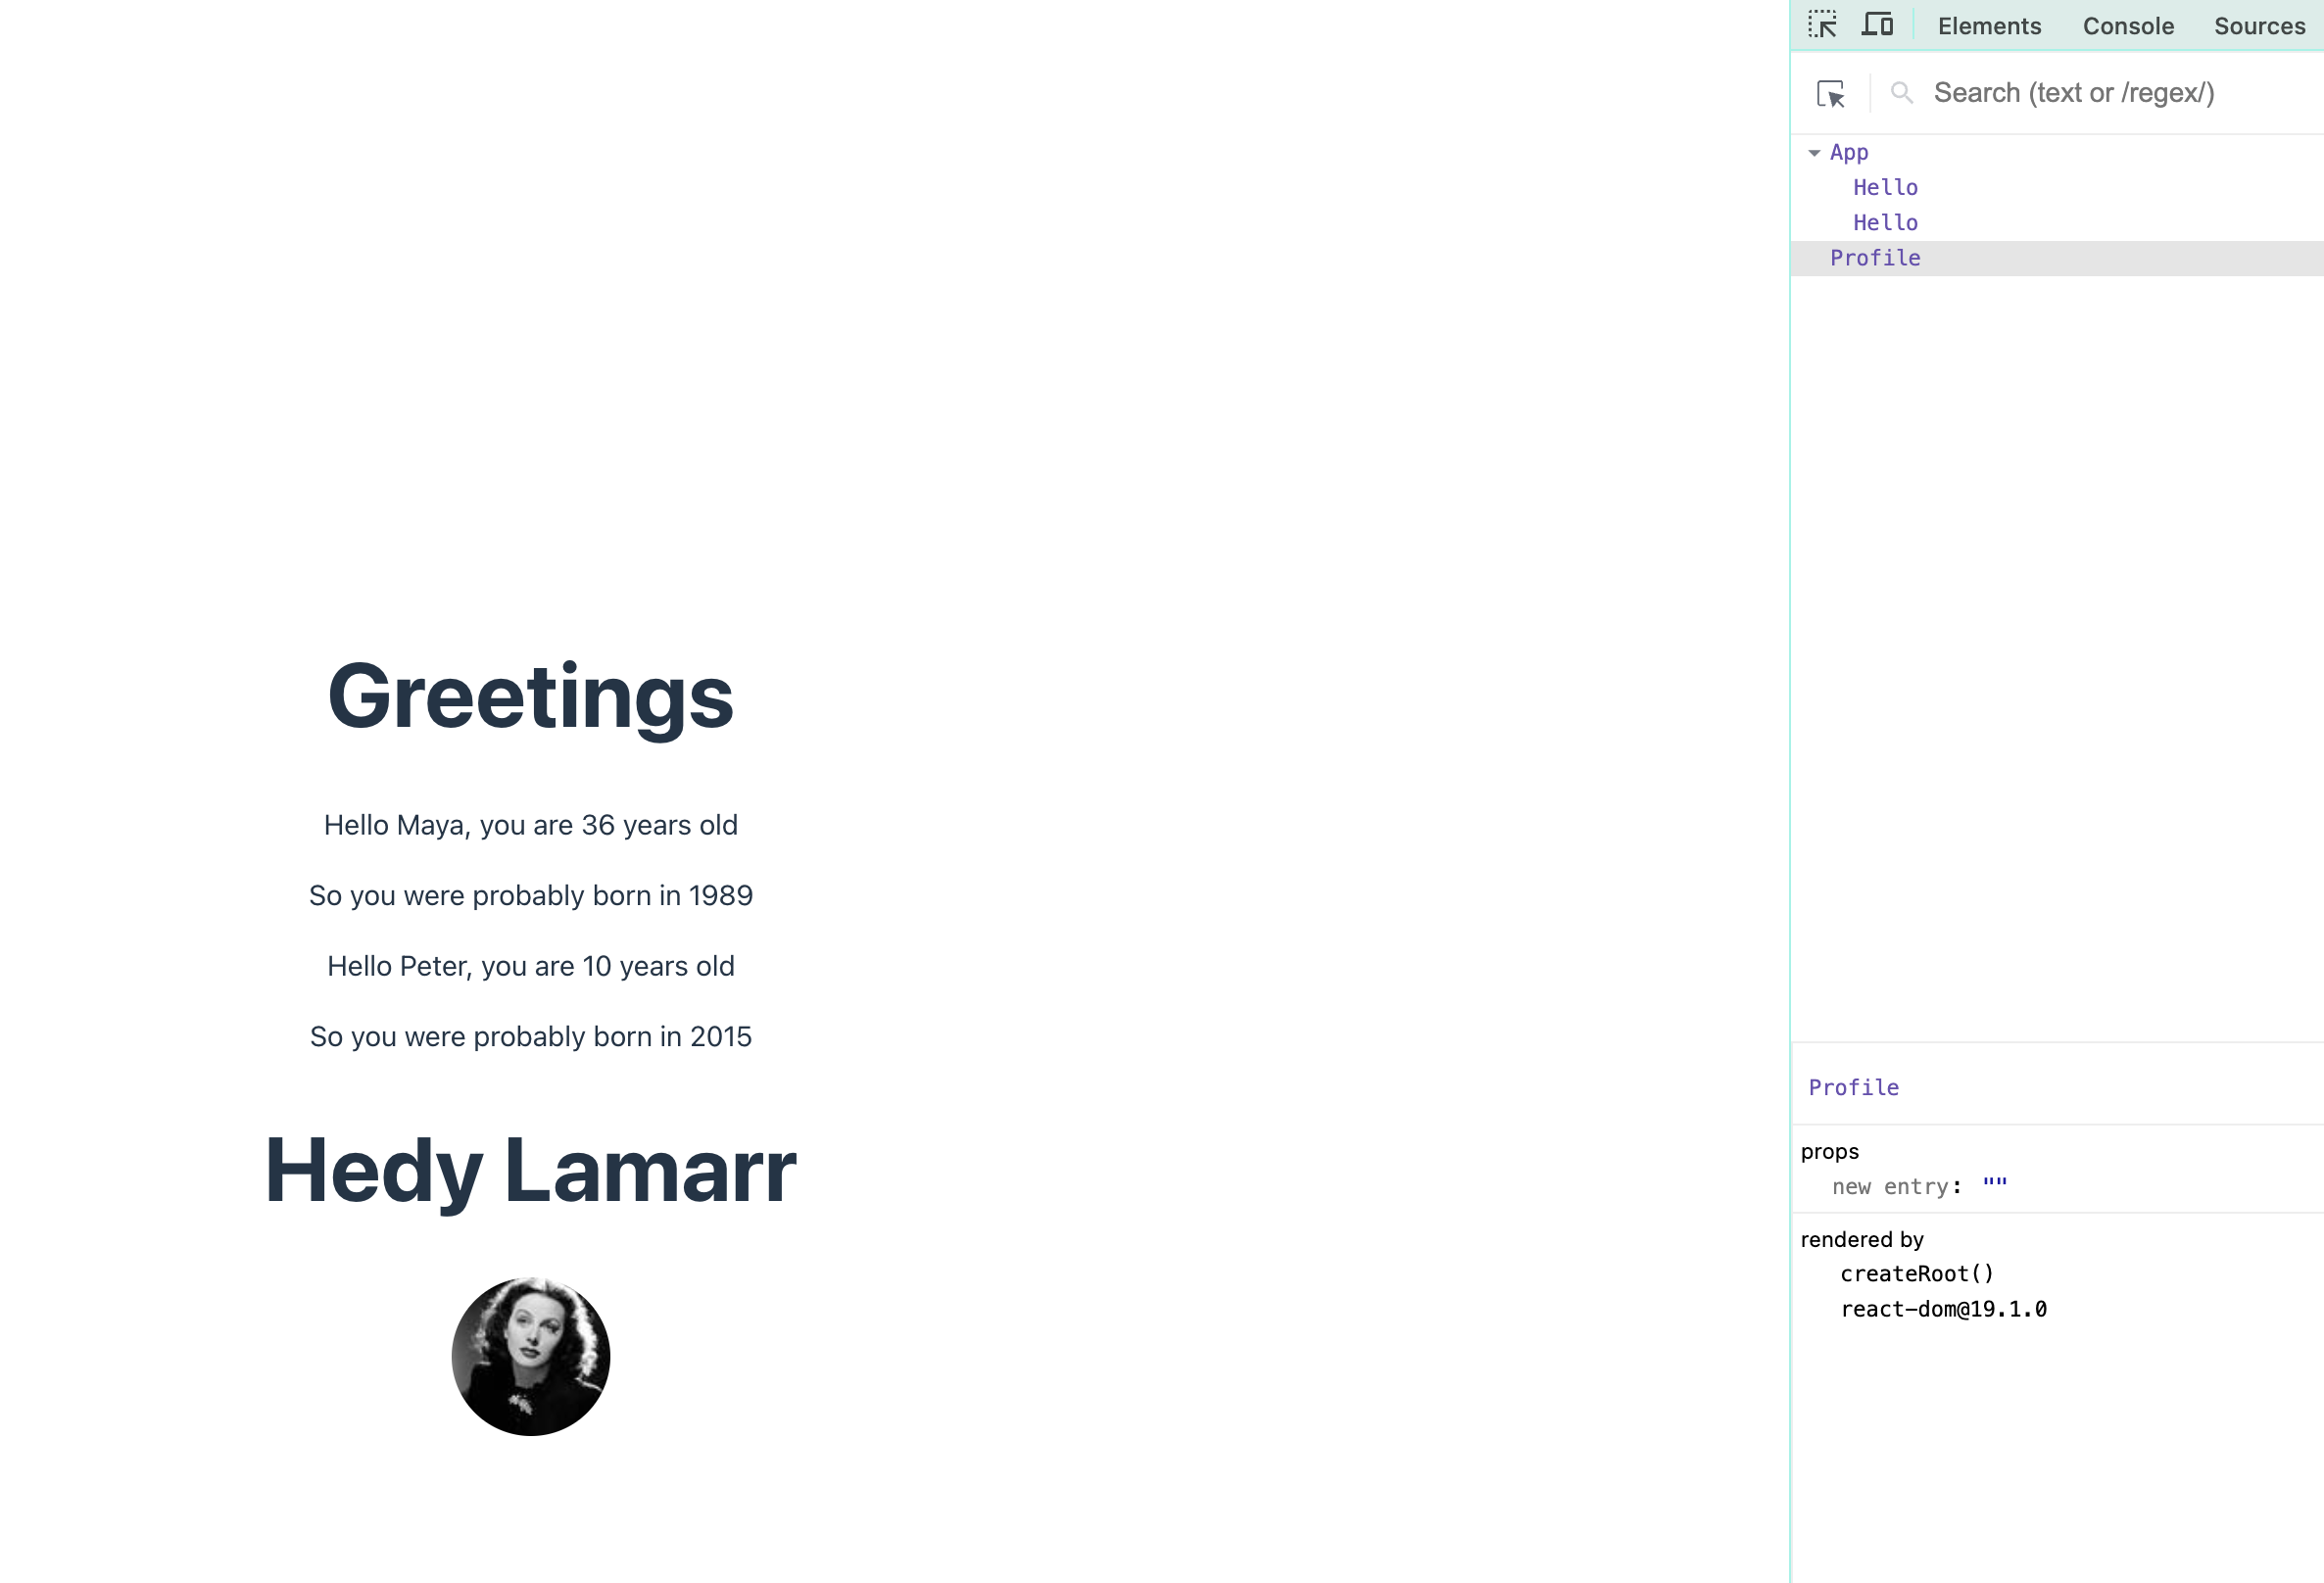 Elements Console Sources
Search (text or /regex/)
App
Hello
Hello
Profile
Greetings
Hello Maya, you are 36 years old
So you were probably born in 1989
Hello Peter, you are 10 years old
So you were probably born in 2015
Hedy Lamarr
Profile
props
new entry: ""
rendered by
createRoot()
react-dom@19.1.0